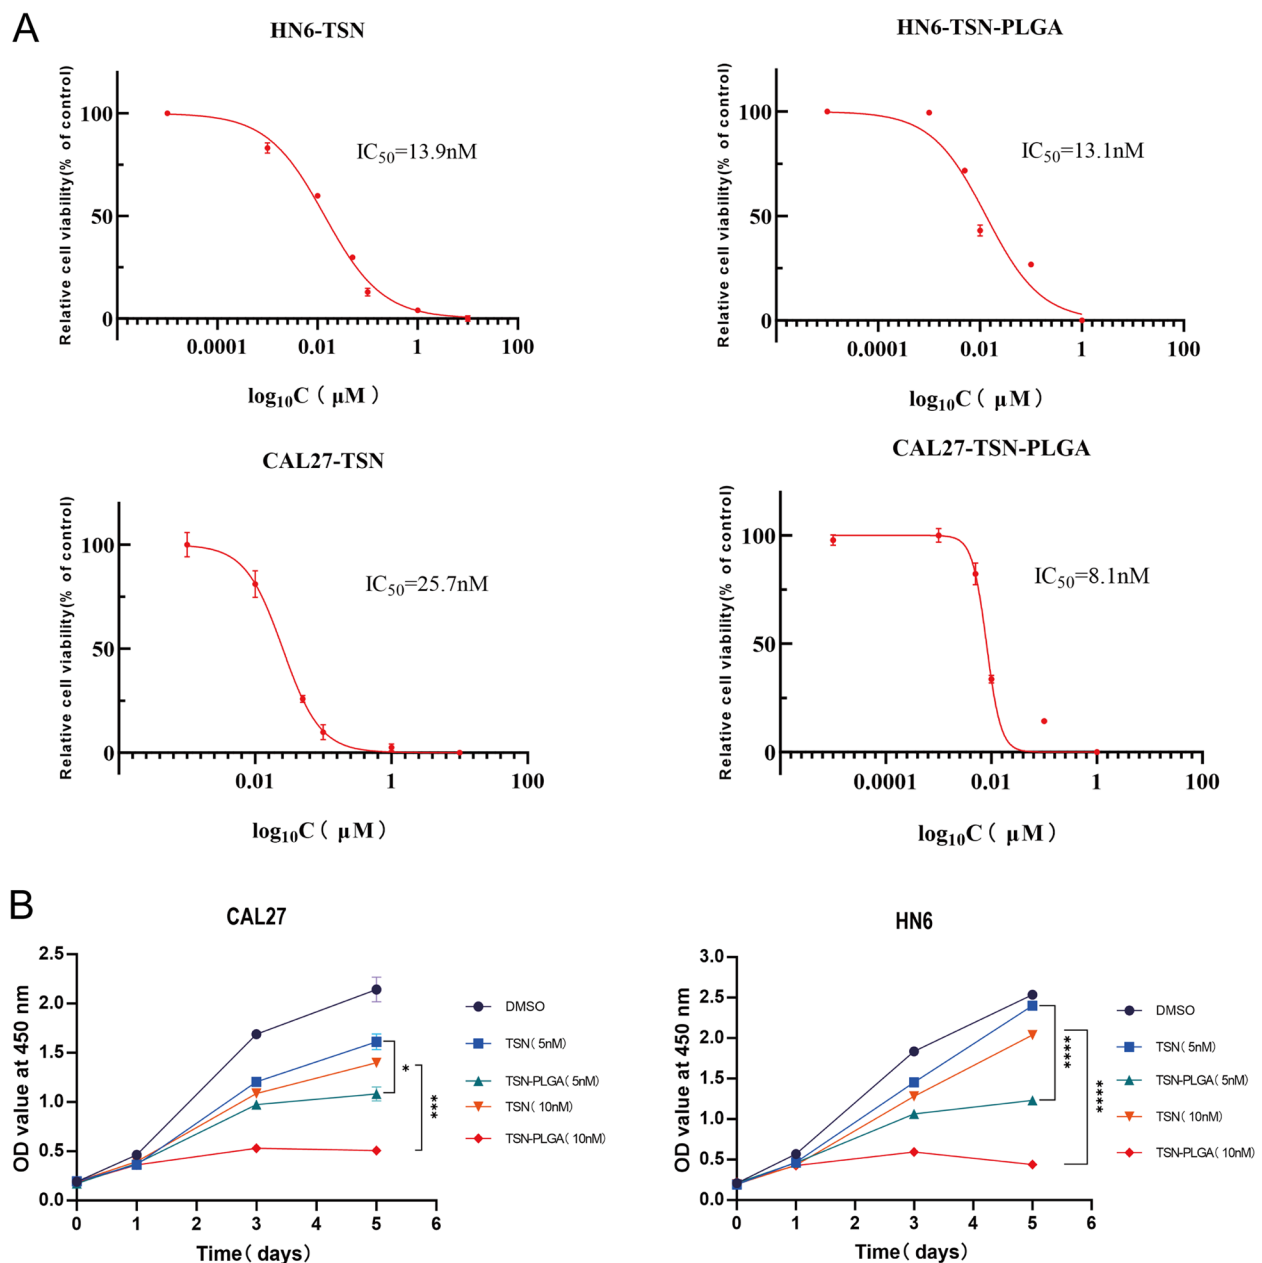 A
HN6-TSN
Relative cell viability(% of control)
100
50
0
IC50=13.9nM
0.0001
0.01
1
100
log10C（ μM ）
HN6-TSN-PLGA
Relative cell viability(% of control)
100
50
0
IC50=13.1nM
0.0001
0.01
1
100
log10C（ μM ）
CAL27-TSN
Relative cell viability(% of control)
100
50
0
IC50=25.7nM
0.01
1
100
log10C（ μM ）
CAL27-TSN-PLGA
Relative cell viability(% of control)
100
50
0
IC50=8.1nM
0.0001
0.01
1
100
log10C（ μM ）
B
CAL27
OD value at 450 nm
2.5
2.0
1.5
1.0
0.5
0.0
0
1
2
3
4
5
6
Time（ days）
*
***
DMSO
TSN（ 5nM）
TSN-PLGA（ 5nM）
TSN（ 10nM）
TSN-PLGA（ 10nM）
HN6
OD value at 450 nm
3.0
2.5
2.0
1.5
1.0
0.5
0.0
0
1
2
3
4
5
6
Time（ days）
****
****
DMSO
TSN（ 5nM）
TSN-PLGA（ 5nM）
TSN（ 10nM）
TSN-PLGA（ 10nM）